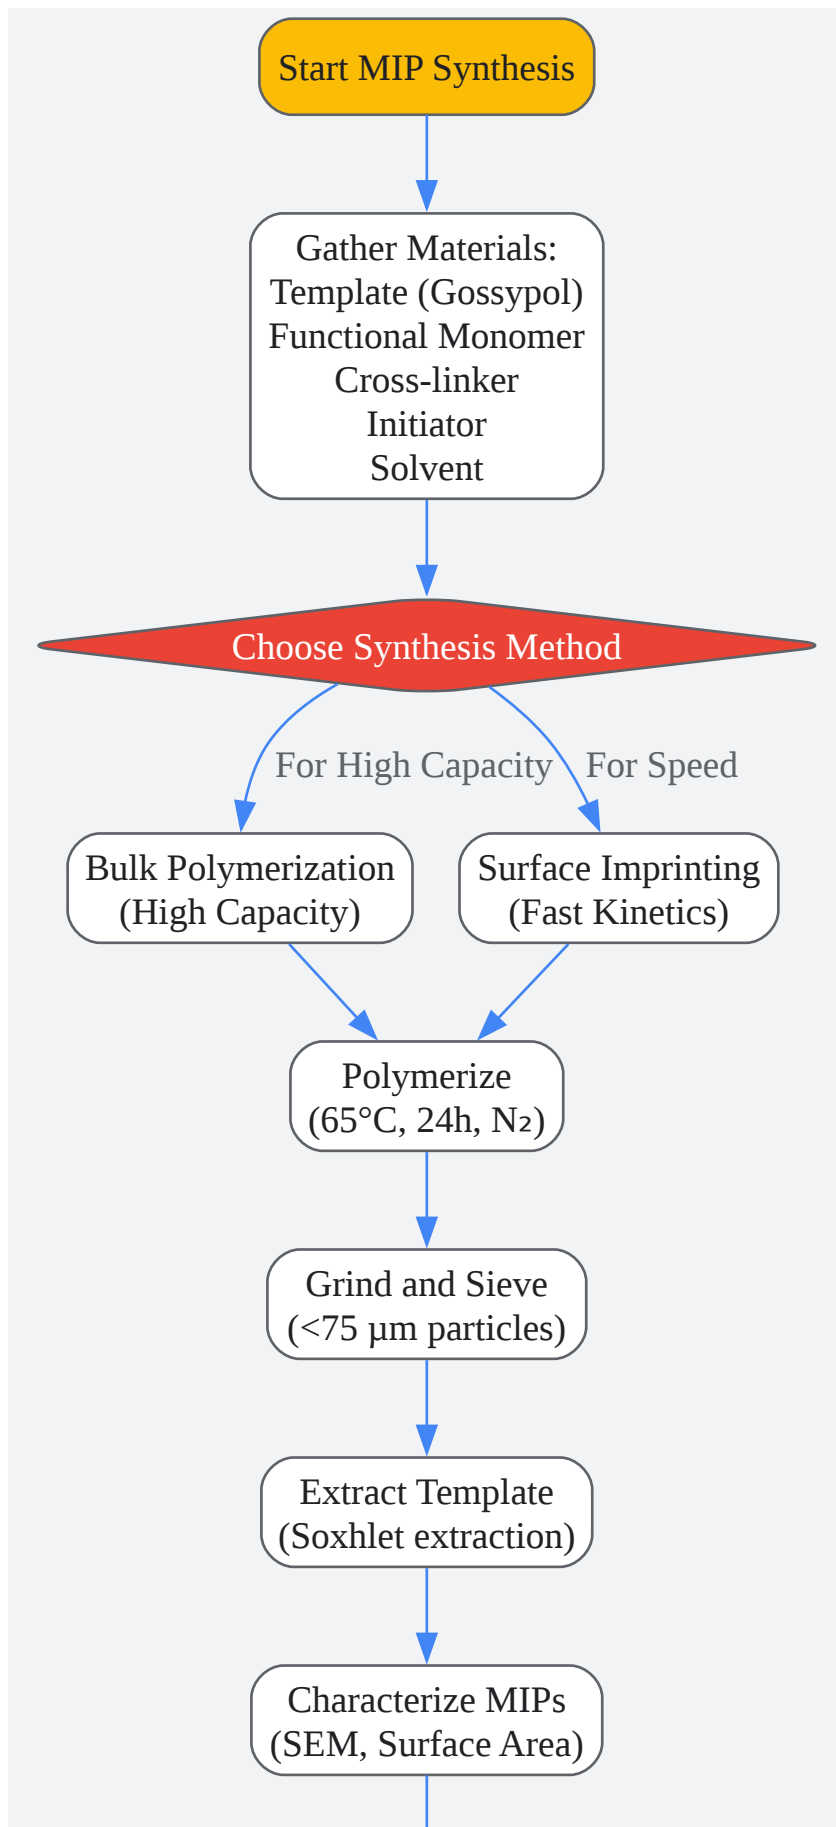 Start MIP Synthesis
Gather Materials:
Template (Gossypol)
Functional Monomer
Cross-linker
Initiator
Solvent
Choose Synthesis Method
For High Capacity
For Speed
Bulk Polymerization
(High Capacity)
Surface Imprinting
(Fast Kinetics)
Polymerize
(65°C, 24h, N₂)
Grind and Sieve
(<75 µm particles)
Extract Template
(Soxhlet extraction)
Characterize MIPs
(SEM, Surface Area)